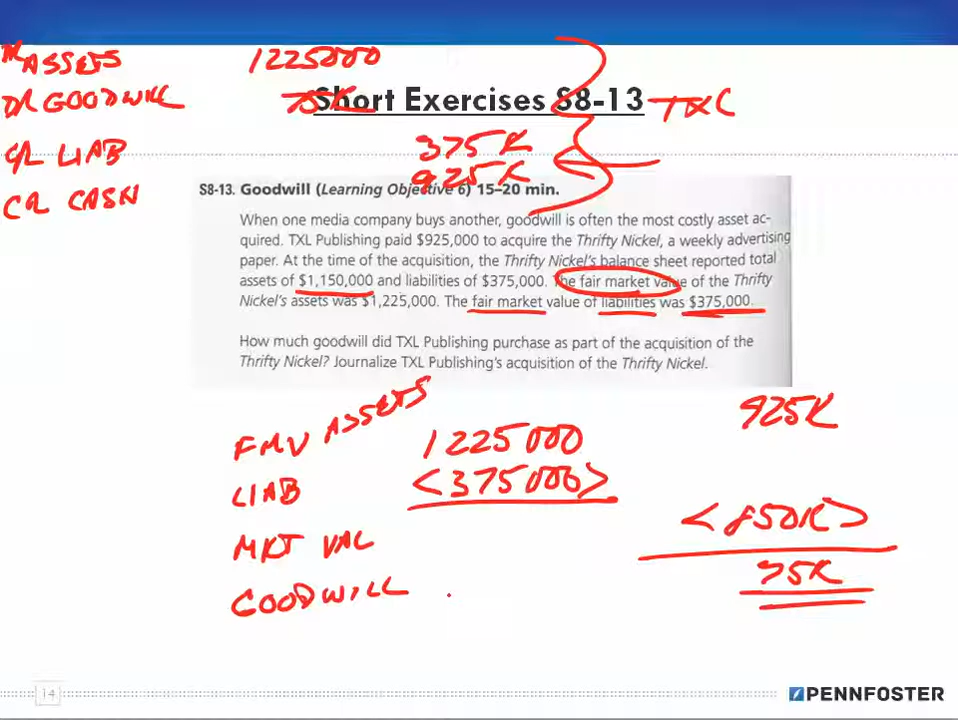 DR ASSETS 1225000
DR GOODWILL 75K
Short Exercises S8-13 TXL
CR LIAB 375K
CR CASH 925K
S8-13. Goodwill (Learning Objective 6) 15–20 min.
When one media company buys another, goodwill is often the most costly asset ac-
quired. TXL Publishing paid $925,000 to acquire the Thrifty Nickel, a weekly advertising
paper. At the time of the acquisition, the Thrifty Nickel's balance sheet reported total
assets of $1,150,000 and liabilities of $375,000. The fair market value of the Thrifty
Nickel's assets was $1,225,000. The fair market value of liabilities was $375,000.
How much goodwill did TXL Publishing purchase as part of the acquisition of the
Thrifty Nickel? Journalize TXL Publishing's acquisition of the Thrifty Nickel.
925K
FMV ASSETS 1225000
LIAB <375000>
MKT VAL <850K>
GOODWILL 75K
14
PENNFOSTER